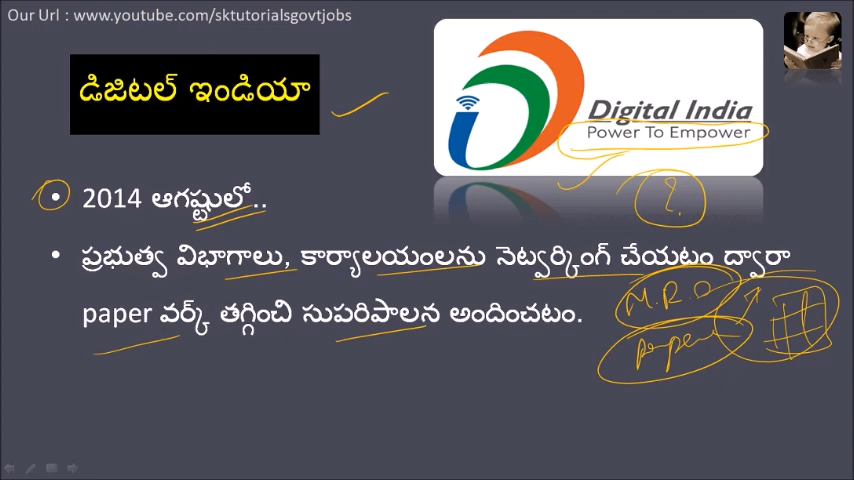 Our Url : www.youtube.com/sktutorialsgovtjobs
డిజిటల్ ఇండియా
Digital India
Power To Empower
• 2014 ఆగష్టులో..
?
• ప్రభుత్వ విభాగాలు, కార్యాలయంలను నెట్వర్కింగ్ చేయటం ద్వారా
paper వర్క్ తగ్గించి సుపరిపాలన అందించటం.
M.R.O
paper